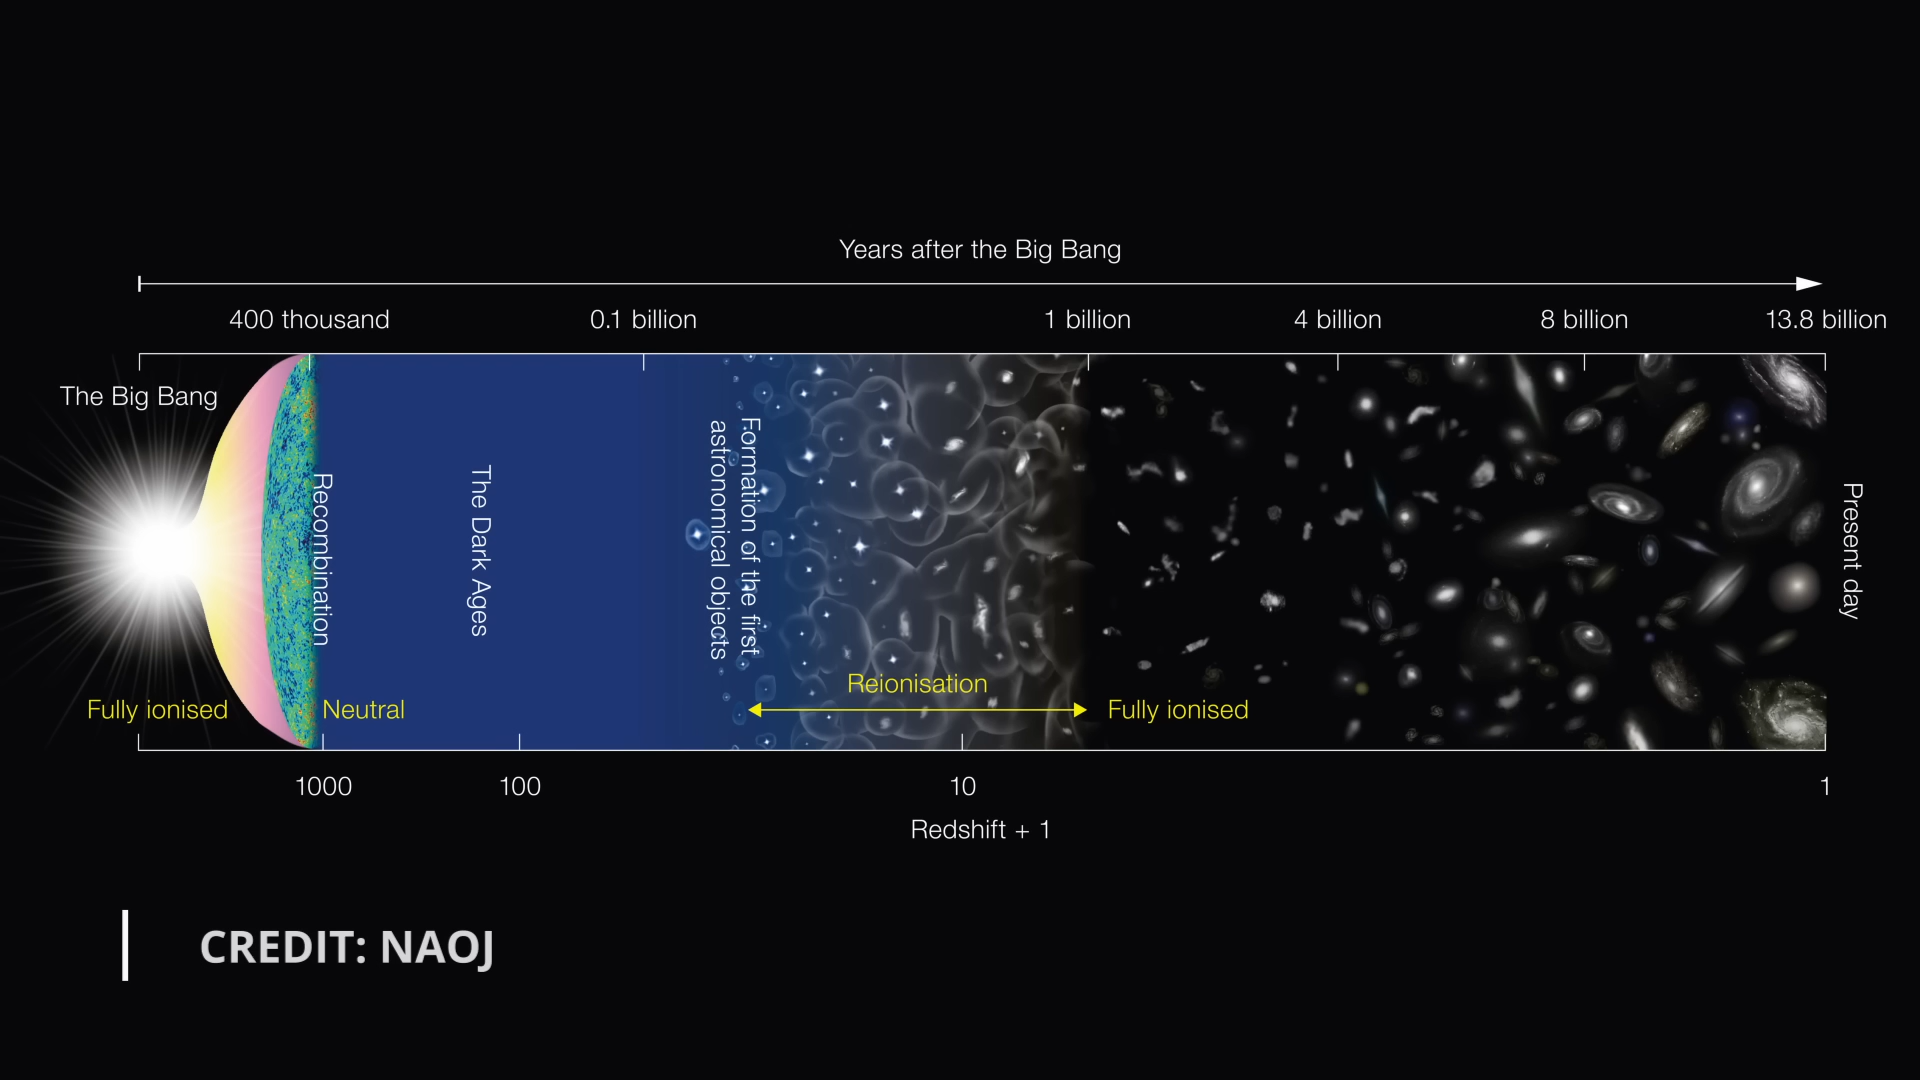 Years after the Big Bang
400 thousand
0.1 billion
1 billion
4 billion
8 billion
13.8 billion
The Big Bang
Recombination
The Dark Ages
Formation of the first
astronomical objects
Present day
Reionisation
Fully ionised
Neutral
Fully ionised
1000
100
10
1
Redshift + 1
CREDIT: NAOJ